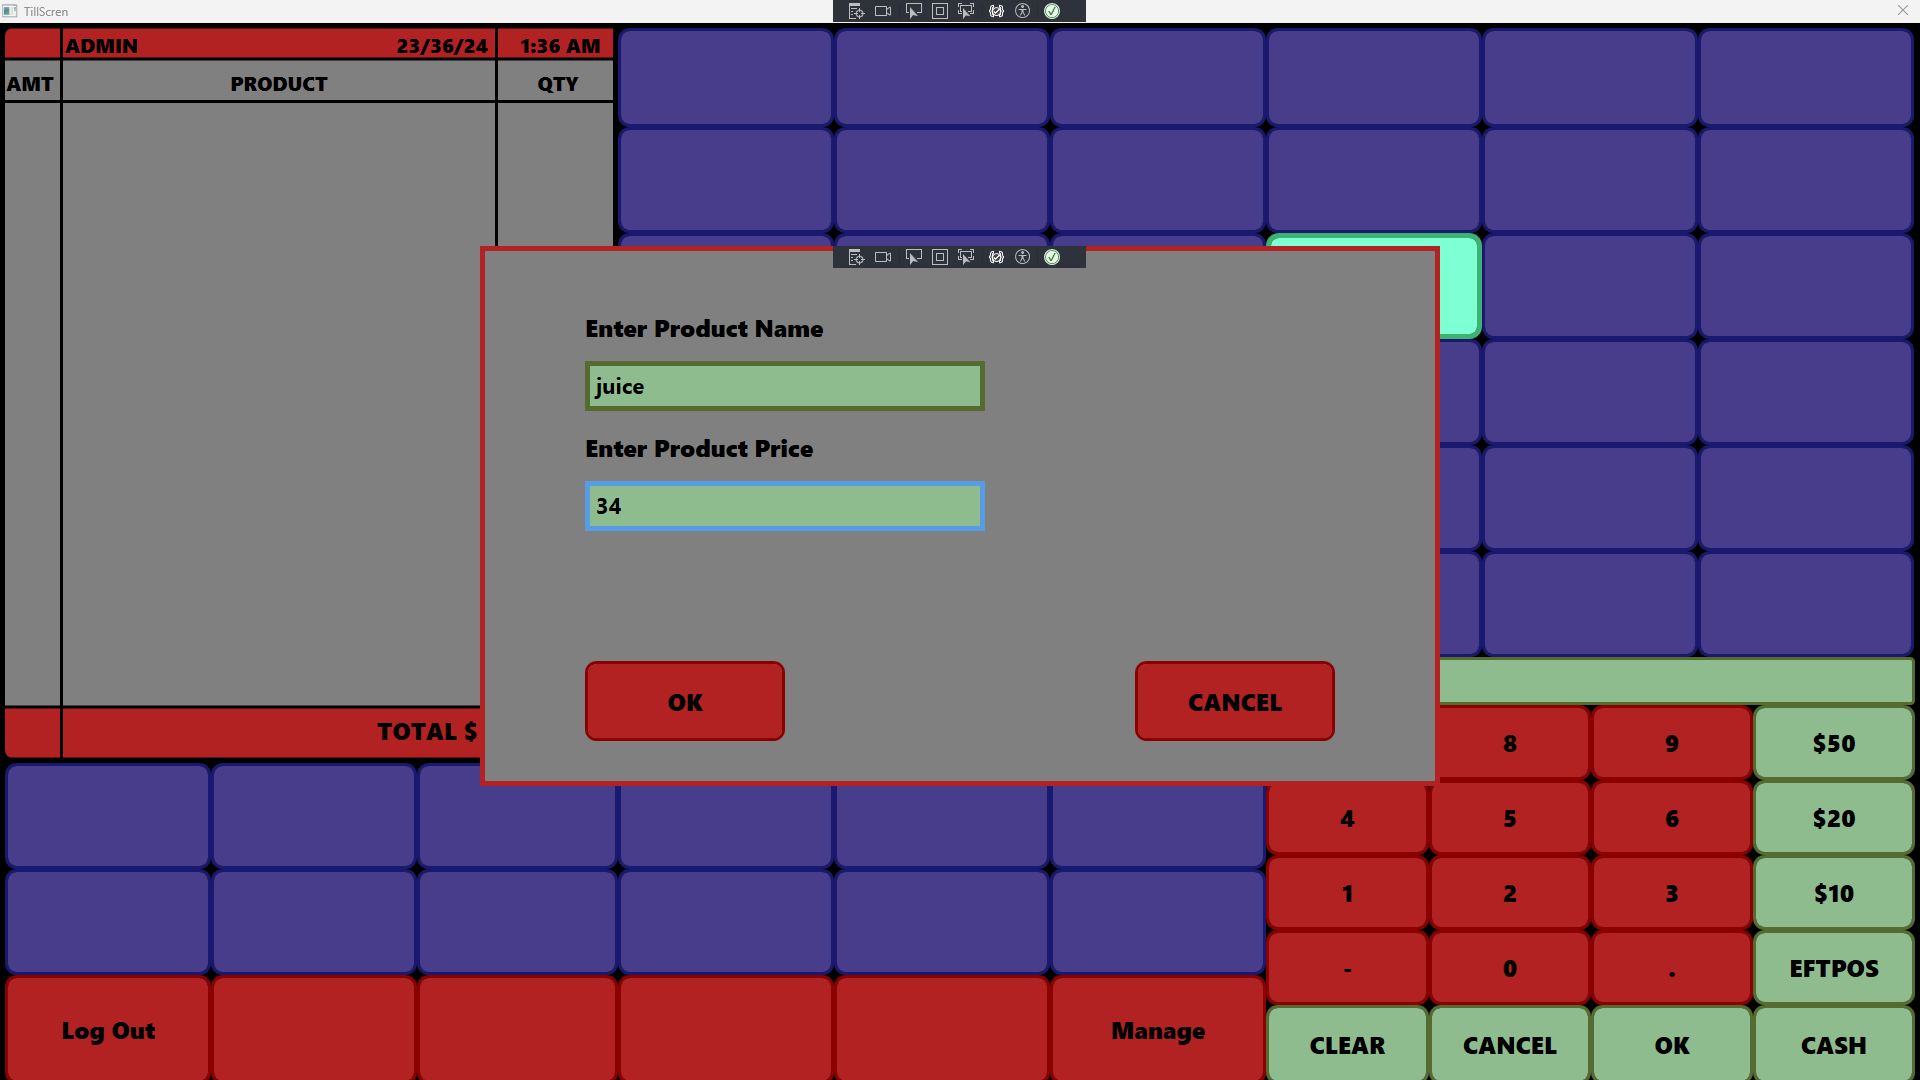 TillScren
ADMIN 23/36/24 1:36 AM
AMT PRODUCT QTY
Enter Product Name
juice
Enter Product Price
34
OK CANCEL
TOTAL $
8 9 $50
4 5 6 $20
1 2 3 $10
- 0 . EFTPOS
Log Out Manage
CLEAR CANCEL OK CASH